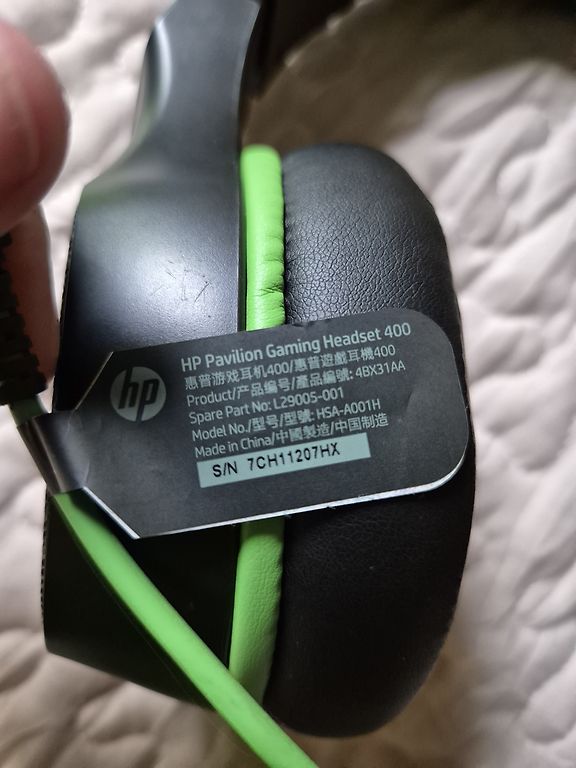 hp
HP Pavilion Gaming Headset 400
惠普游戏耳机400/惠普遊戲耳機400
Product/产品编号/產品編號: 4BX31AA
Spare Part No: L29005-001
Model No./型号/型號: HSA-A001H
Made in China/中國製造/中国制造
S/N 7CH11207HX